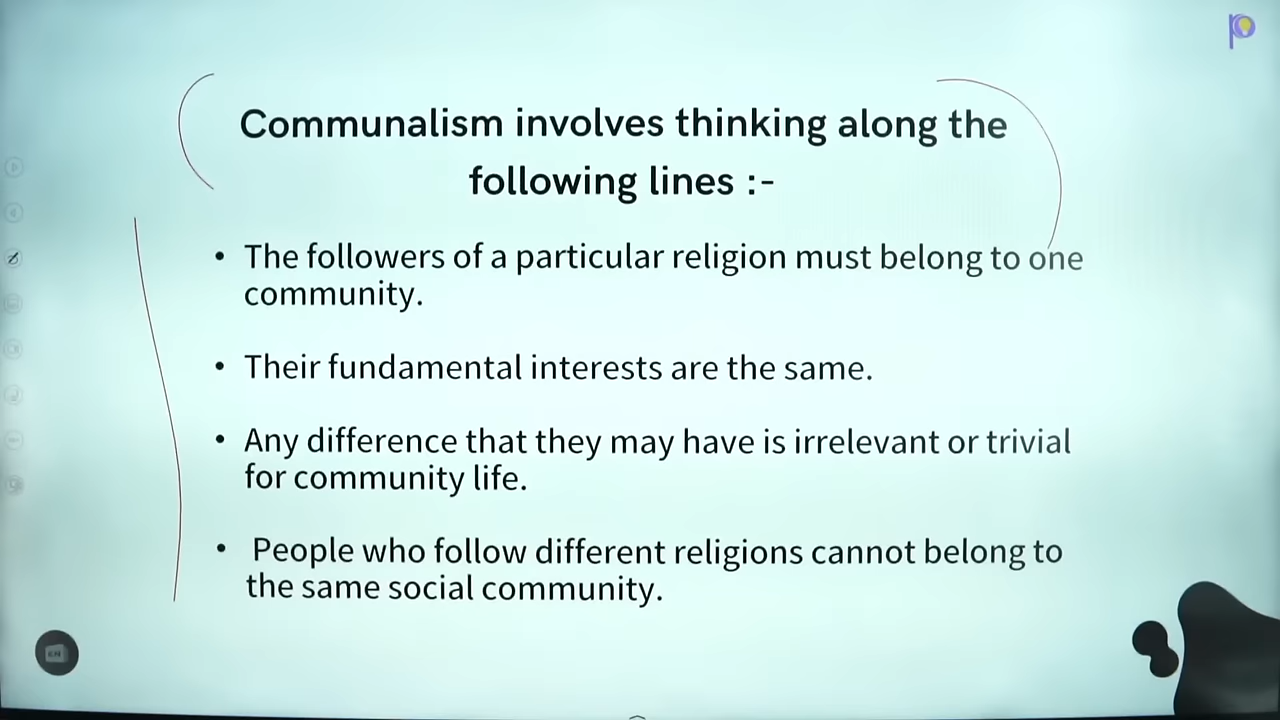 Communalism involves thinking along the
following lines :-
• The followers of a particular religion must belong to one
community.
• Their fundamental interests are the same.
• Any difference that they may have is irrelevant or trivial
for community life.
• People who follow different religions cannot belong to
the same social community.